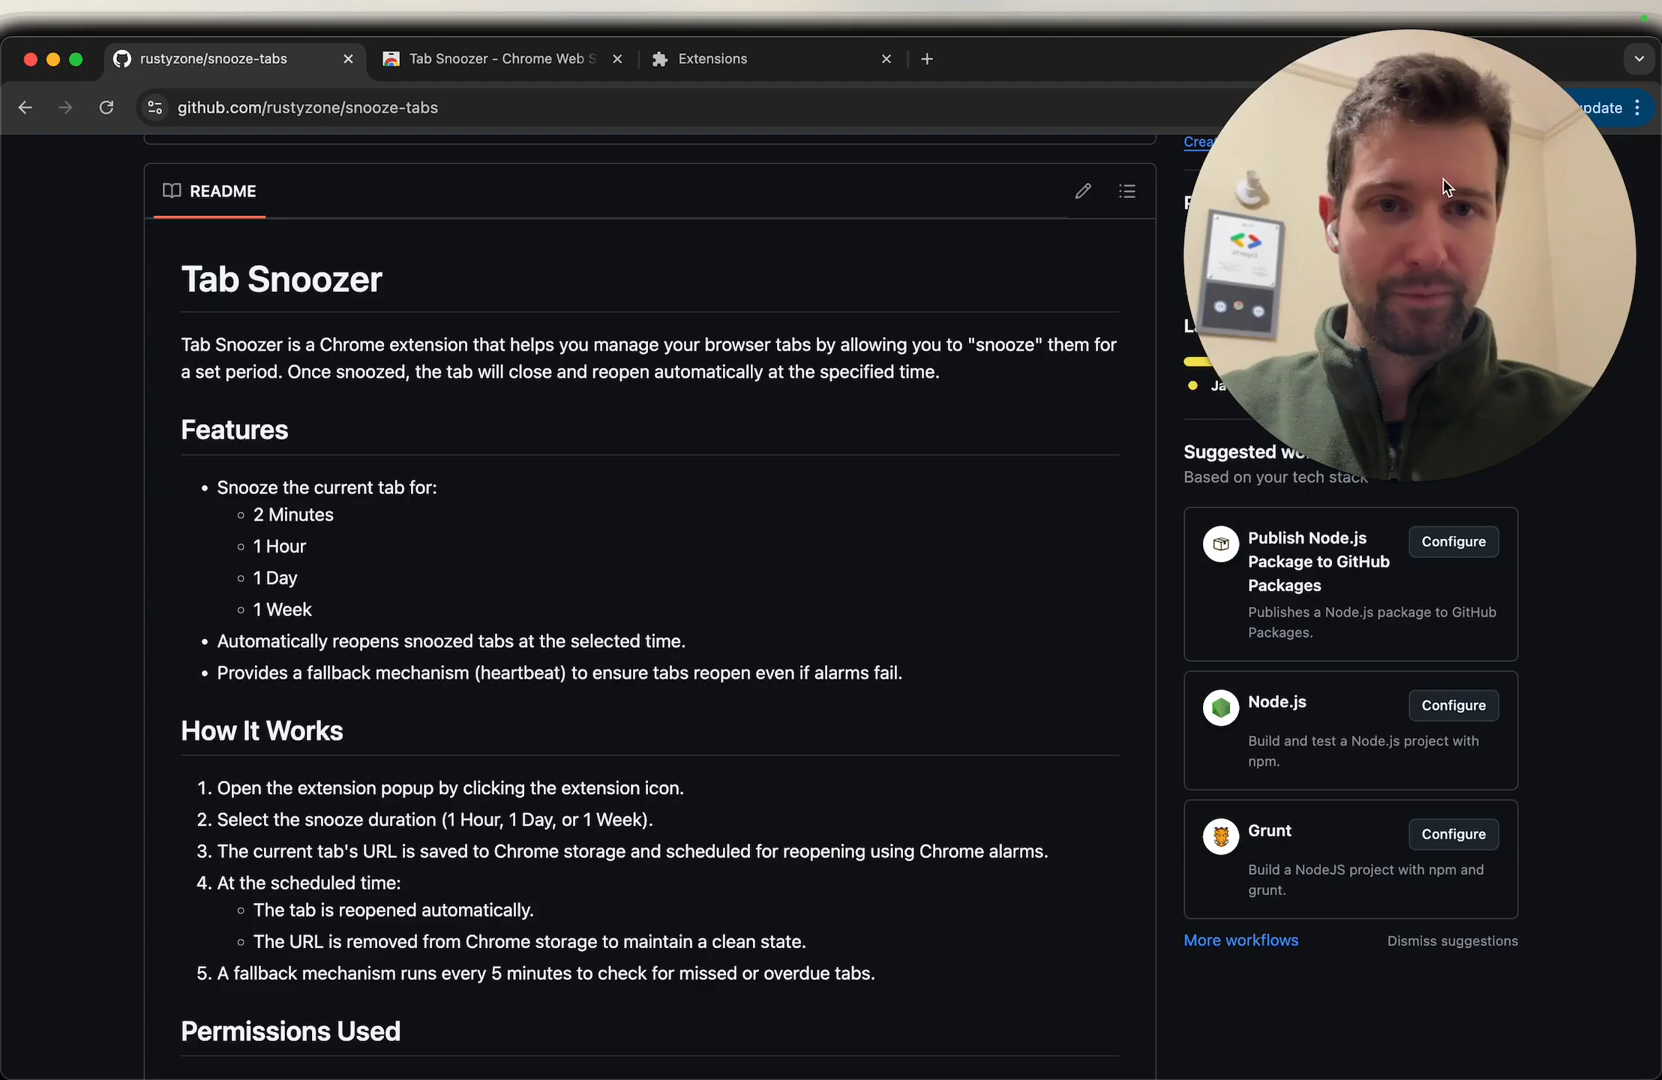 rustyzone/snooze-tabs
Tab Snoozer - Chrome Web S
Extensions
github.com/rustyzone/snooze-tabs
update
Crea
README
Tab Snoozer
Tab Snoozer is a Chrome extension that helps you manage your browser tabs by allowing you to "snooze" them for
a set period. Once snoozed, the tab will close and reopen automatically at the specified time.
Features
• Snooze the current tab for:
◦ 2 Minutes
◦ 1 Hour
◦ 1 Day
◦ 1 Week
• Automatically reopens snoozed tabs at the selected time.
• Provides a fallback mechanism (heartbeat) to ensure tabs reopen even if alarms fail.
How It Works
1. Open the extension popup by clicking the extension icon.
2. Select the snooze duration (1 Hour, 1 Day, or 1 Week).
3. The current tab's URL is saved to Chrome storage and scheduled for reopening using Chrome alarms.
4. At the scheduled time:
◦ The tab is reopened automatically.
◦ The URL is removed from Chrome storage to maintain a clean state.
5. A fallback mechanism runs every 5 minutes to check for missed or overdue tabs.
Permissions Used
Ja
Suggested wo
Based on your tech stack
Publish Node.js
Package to GitHub
Packages
Configure
Publishes a Node.js package to GitHub
Packages.
Node.js
Configure
Build and test a Node.js project with
npm.
Grunt
Configure
Build a NodeJS project with npm and
grunt.
More workflows
Dismiss suggestions